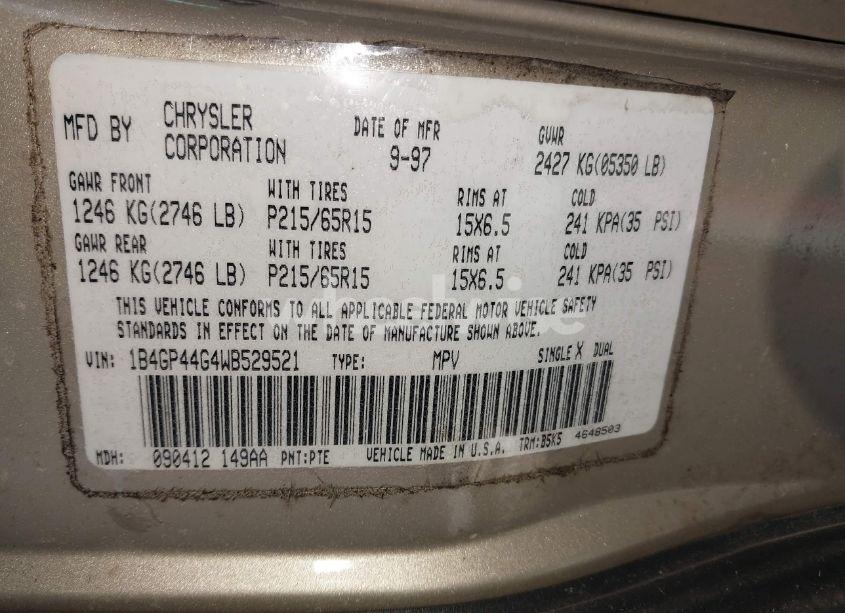 MFD BY CHRYSLER CORPORATION DATE OF MFR 9-97 GVWR 2427 KG(05350 LB)
GAWR FRONT WITH TIRES RIMS AT COLD
1246 KG(2746 LB) P215/65R15 15X6.5 241 KPA(35 PSI)
GAWR REAR WITH TIRES RIMS AT COLD
1246 KG(2746 LB) P215/65R15 15X6.5 241 KPA(35 PSI)
THIS VEHICLE CONFORMS TO ALL APPLICABLE FEDERAL MOTOR VEHICLE SAFETY
STANDARDS IN EFFECT ON THE DATE OF MANUFACTURE SHOWN ABOVE.
VIN: 1B4GP44G4WB529521 TYPE: MPV SINGLE X DUAL
MDH: 090412 149AA PNT:PTE VEHICLE MADE IN U.S.A. TRM:B5K5 4648503